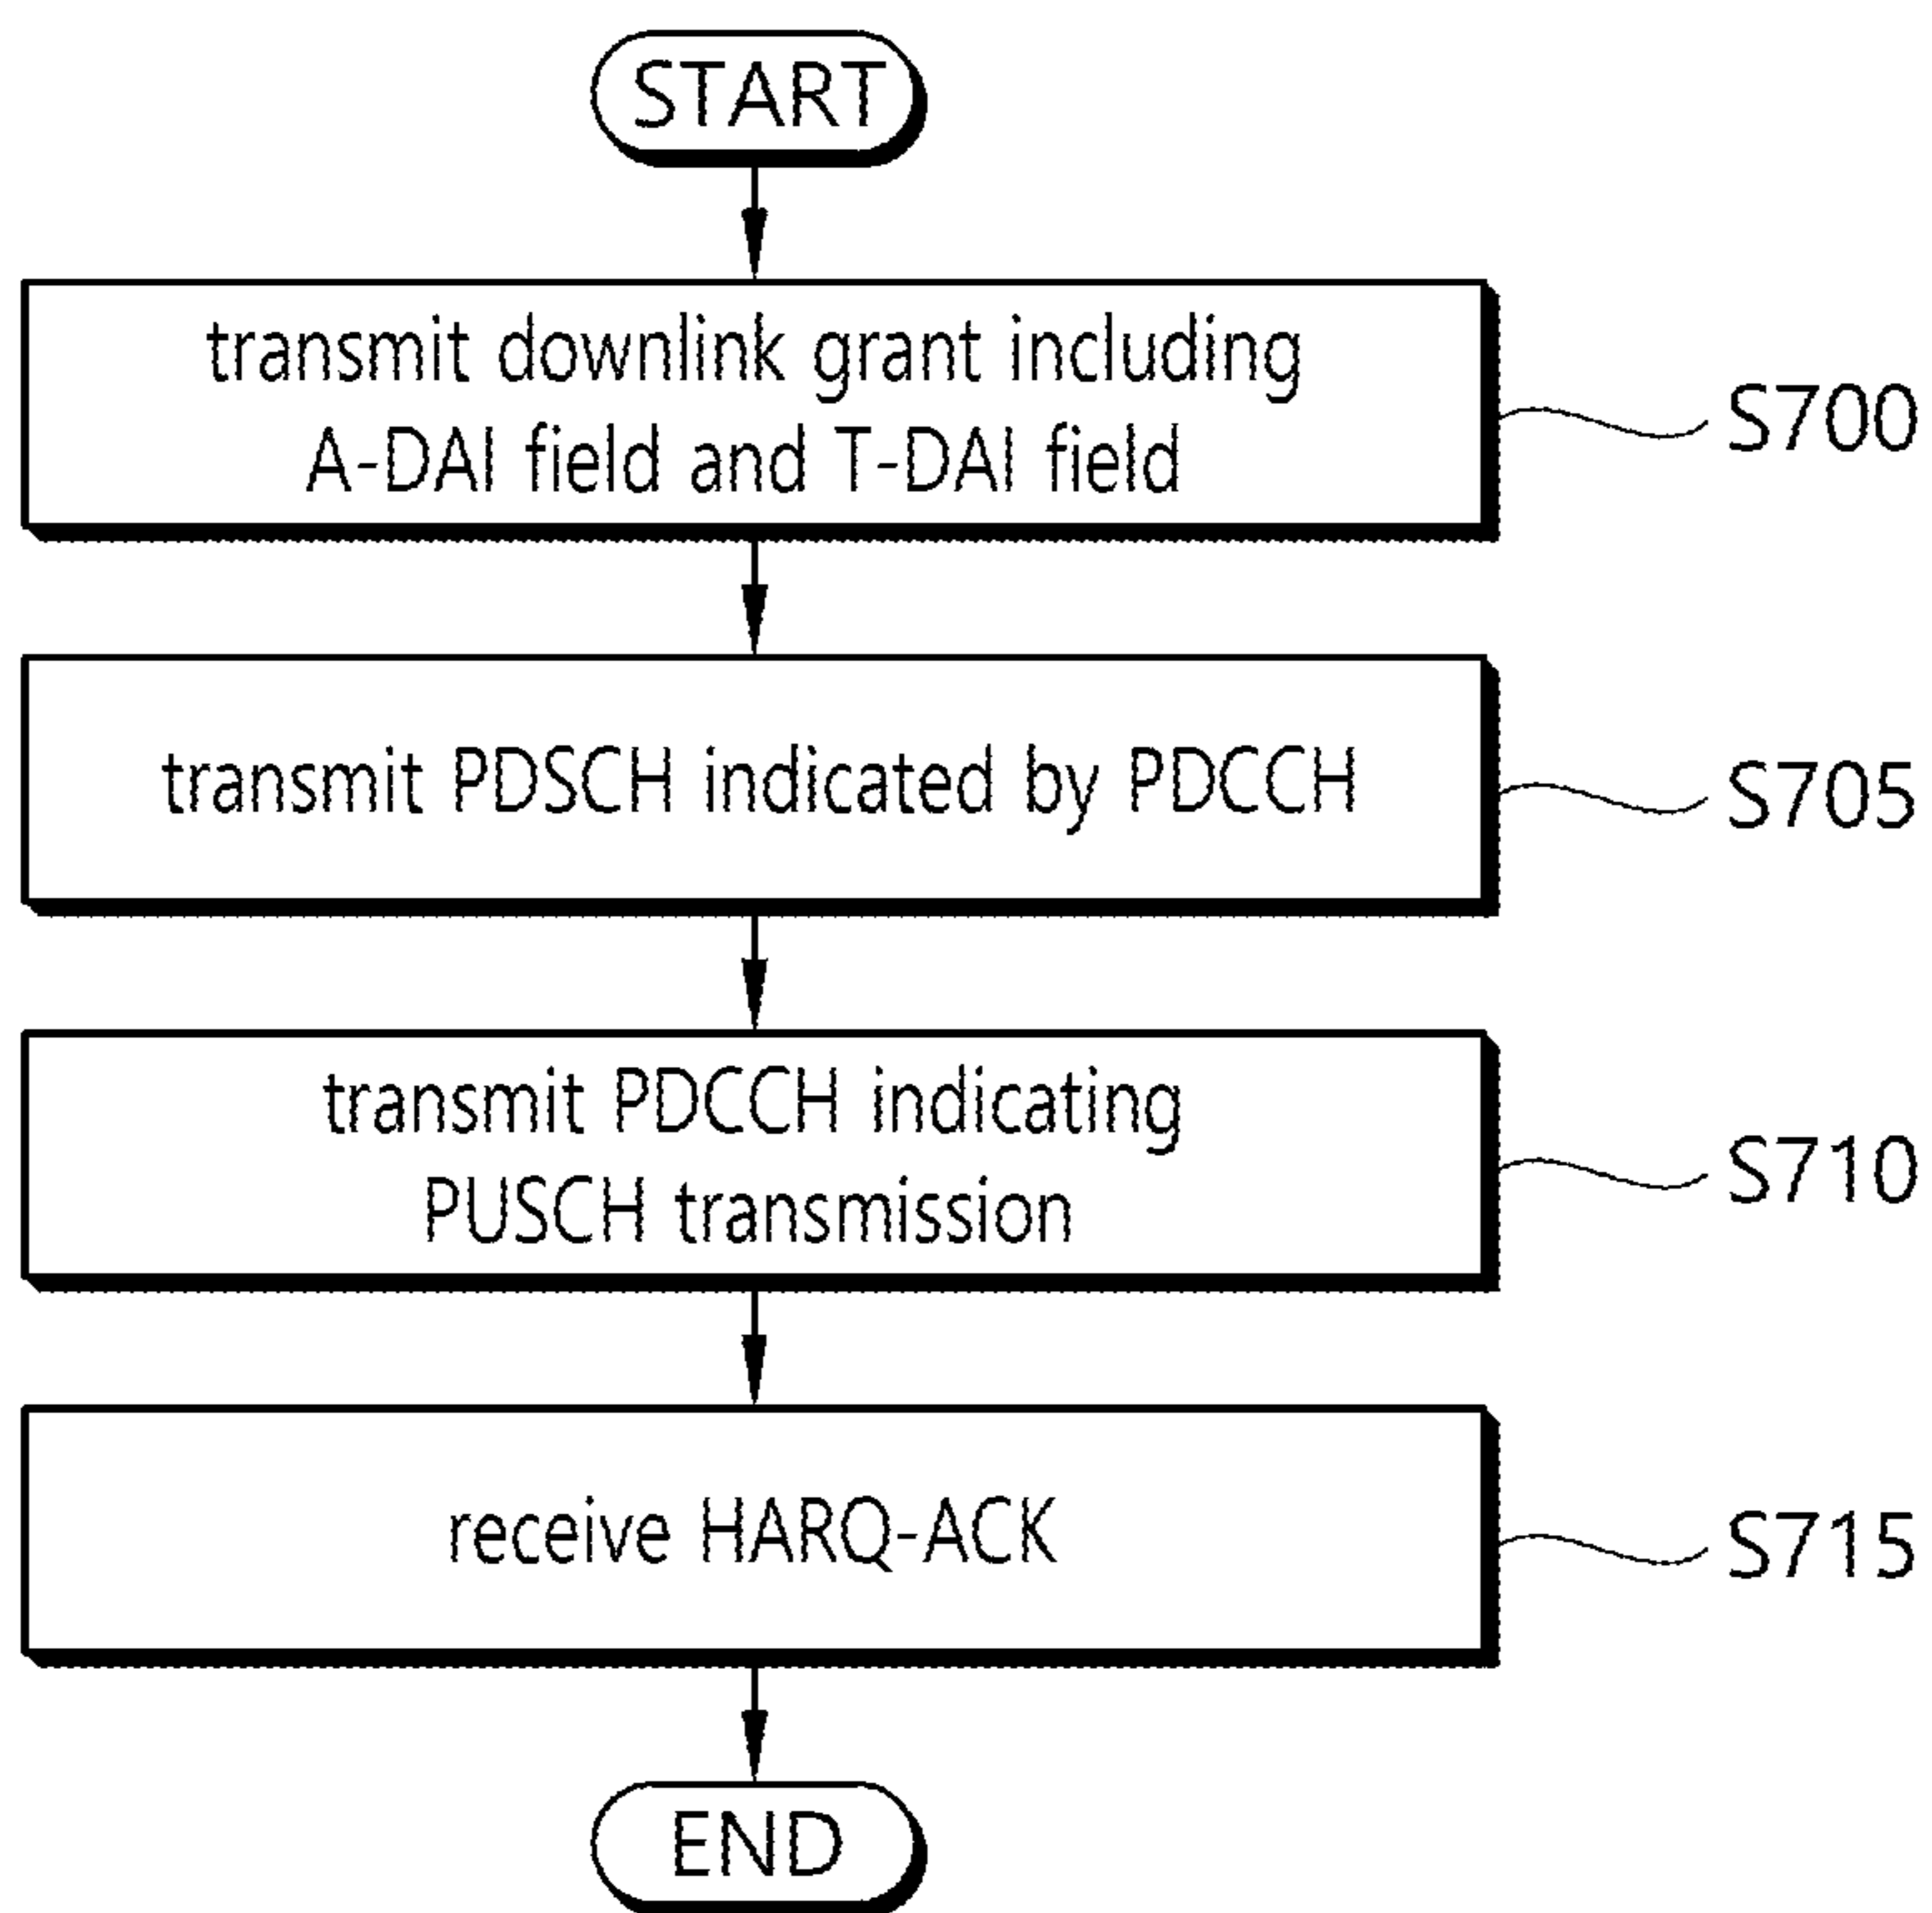 START
transmit downlink grant including
A-DAI field and T-DAI field
S700
transmit PDSCH indicated by PDCCH
S705
transmit PDCCH indicating
PUSCH transmission
S710
receive HARQ-ACK
S715
END